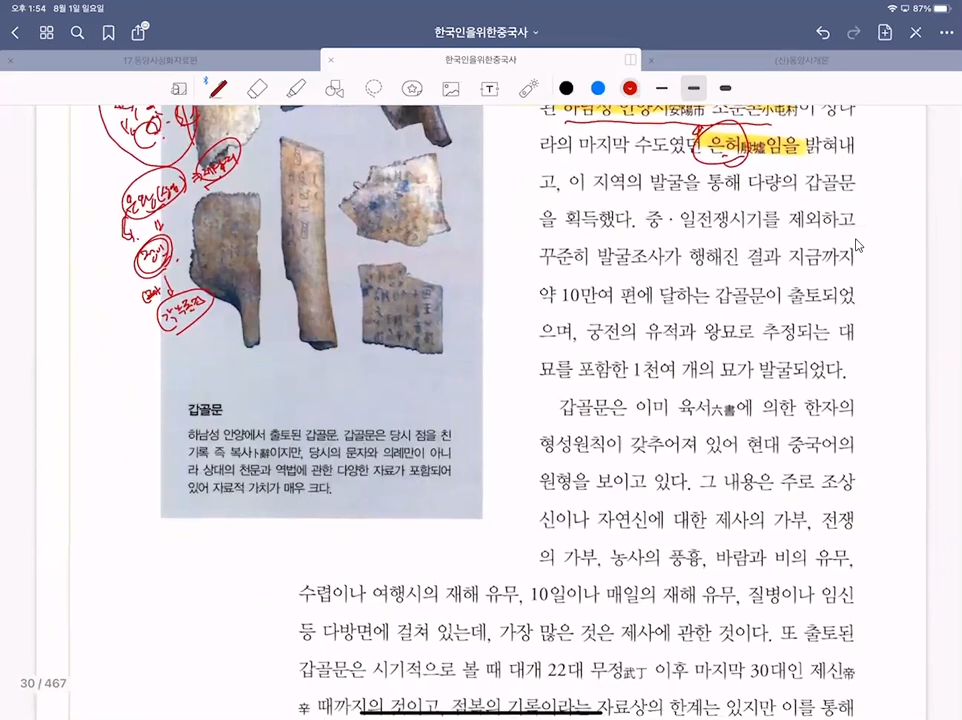 오후 1:54 8월 1일 일요일
87%
한국인을위한중국사
17.동양사심화자료편
한국인을위한중국사
(신)동양사개론
된 하남성 안양시安陽市 소둔촌小屯村이 상나
라의 마지막 수도였던 은허殷墟임을 밝혀내
고, 이 지역의 발굴을 통해 다량의 갑골문
을 획득했다. 중·일전쟁시기를 제외하고
꾸준히 발굴조사가 행해진 결과 지금까지
약 10만여 편에 달하는 갑골문이 출토되었
으며, 궁전의 유적과 왕묘로 추정되는 대
묘를 포함한 1천여 개의 묘가 발굴되었다.
갑골문은 이미 육서六書에 의한 한자의
형성원칙이 갖추어져 있어 현대 중국어의
원형을 보이고 있다. 그 내용은 주로 조상
신이나 자연신에 대한 제사의 가부, 전쟁
의 가부, 농사의 풍흉, 바람과 비의 유무,
수렵이나 여행시의 재해 유무, 10일이나 매일의 재해 유무, 질병이나 임신
등 다방면에 걸쳐 있는데, 가장 많은 것은 제사에 관한 것이다. 또 출토된
갑골문은 시기적으로 볼 때 대개 22대 무정武丁 이후 마지막 30대인 제신帝
辛 때까지의 것이고, 점복의 기록이라는 자료상의 한계는 있지만 이를 통해
갑골문
하남성 안양에서 출토된 갑골문. 갑골문은 당시 점을 친
기록 즉 복사卜辭이지만, 당시의 문자와 의례만이 아니
라 상대의 천문과 역법에 관한 다양한 자료가 포함되어
있어 자료적 가치가 매우 크다.
30 / 467